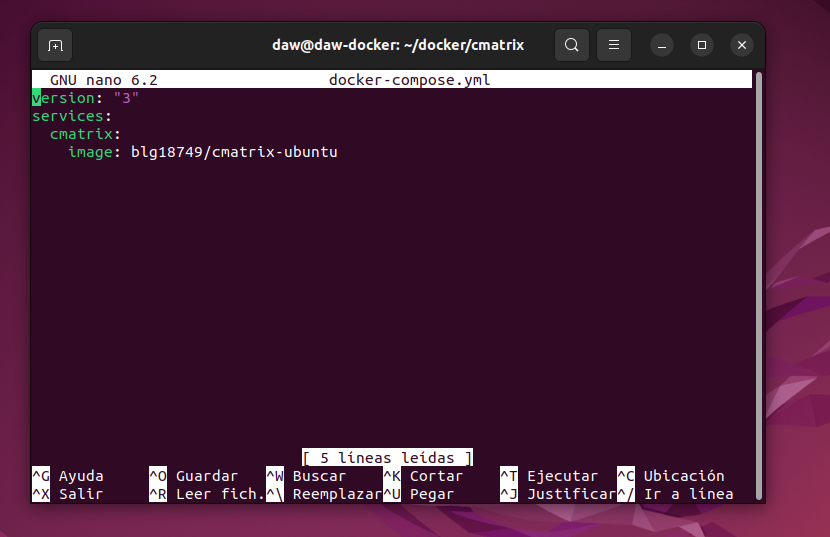 daw@daw-docker: ~/docker/cmatrix
GNU nano 6.2 docker-compose.yml
version: "3"
services:
  cmatrix:
    image: blg18749/cmatrix-ubuntu
[ 5 líneas leídas ]
^G Ayuda ^O Guardar ^W Buscar ^K Cortar ^T Ejecutar ^C Ubicación
^X Salir ^R Leer fich. ^\ Reemplazar ^U Pegar ^J Justificar ^/ Ir a línea